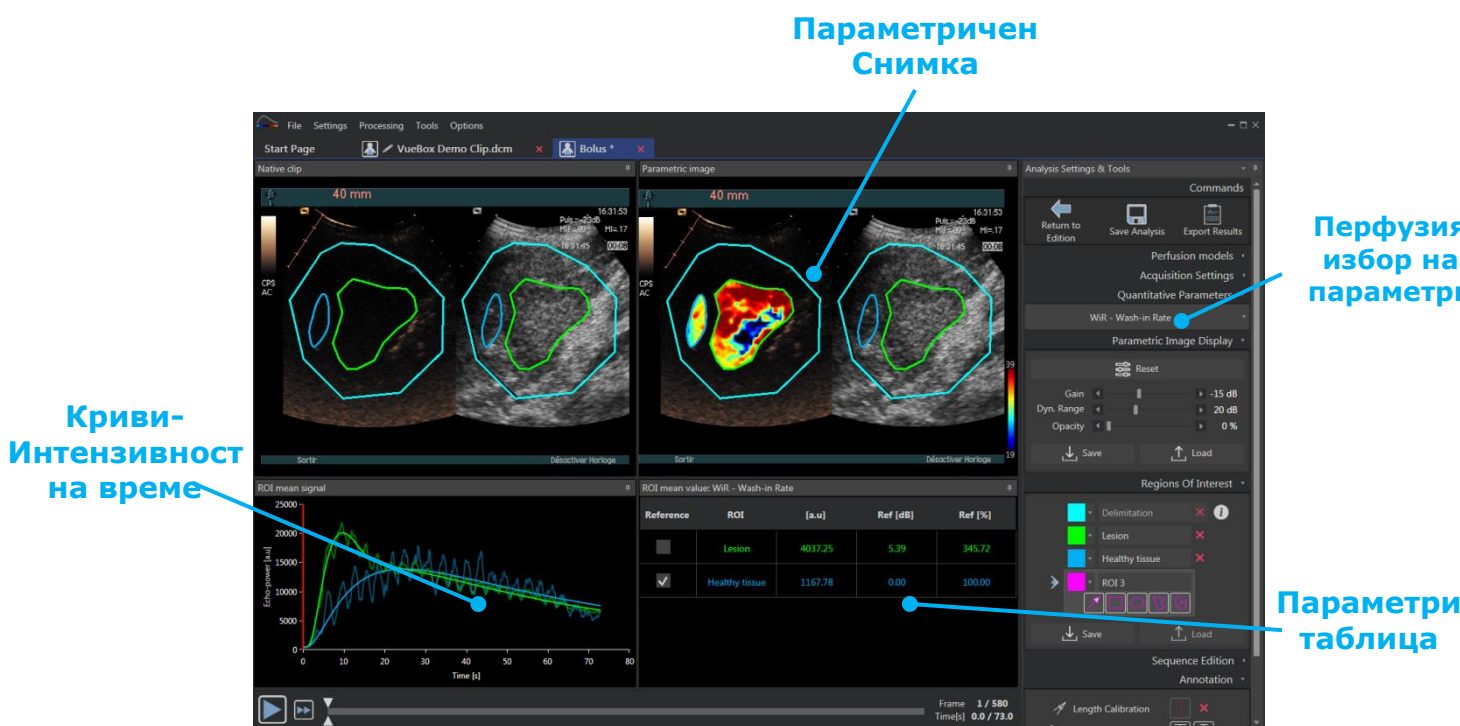 Параметричен
Снимка
File Settings Processing Tools Options
Start Page
VueBox Demo Clip.dcm
Bolus *
Native clip
40 mm
16:31:53
MI=.17
16:31:45 00:08
CPS
AC
Sortir Désactiver Horloge
Parametric image
40 mm
16:31:53
MI=.17
00:08
CPS
AC
39
19
Sortir Désactiver Horloge
Analysis Settings & Tools
Commands
Return to
Edition
Save Analysis
Export Results
Perfusion models
Acquisition Settings
Quantitative Parameters
WiR - Wash-in Rate
Parametric Image Display
Reset
Gain -15 dB
Dyn. Range 20 dB
Opacity 0 %
Save Load
Regions Of Interest
Delimitation
Lesion
Healthy tissue
ROI 3
Save Load
Sequence Edition
Annotation
Length Calibration
Перфузия
избор на
параметри
Криви-
Интензивност
на време
ROI mean signal
Echo-power [a.u]
25000
20000
15000
10000
5000
0
0 10 20 30 40 50 60 70 80
Time [s]
ROI mean value: WiR - Wash-in Rate
Reference ROI [a.u] Ref [dB] Ref [%]
Lesion 4037.25 5.39 345.72
Healthy tissue 1167.78 0.00 100.00
Параметри
таблица
Frame 1 / 580
Time[s] 0.0 / 73.0